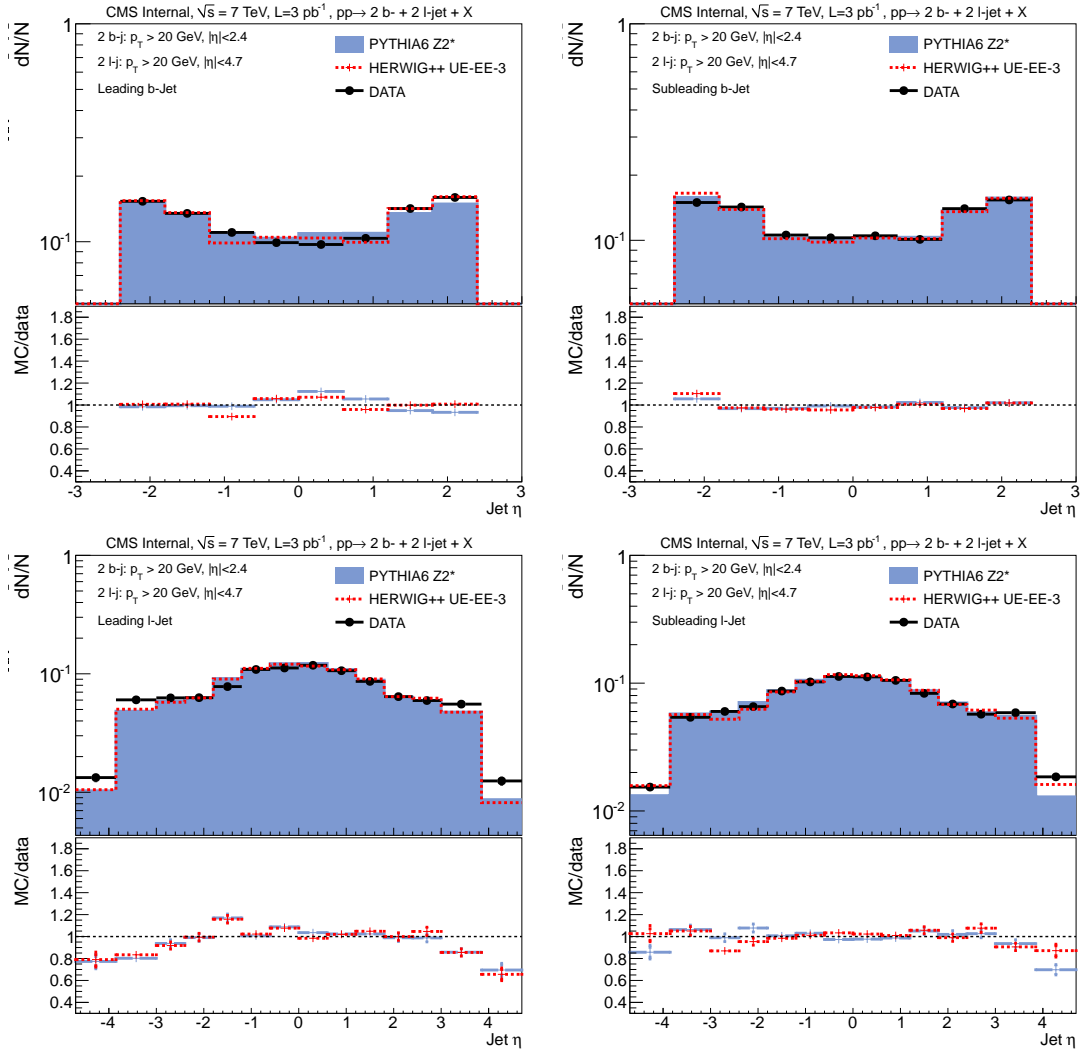 CMS Internal, √s = 7 TeV, L=3 pb⁻¹, pp→ 2 b- + 2 l-jet + X
dN/N
2 b-j: p_T > 20 GeV, |η|<2.4
2 l-j: p_T > 20 GeV, |η|<4.7
Leading b-Jet
PYTHIA6 Z2*
HERWIG++ UE-EE-3
DATA
1
10⁻¹
MC/data
1.8
1.6
1.4
1.2
1
0.8
0.6
0.4
-3 -2 -1 0 1 2 3
Jet η
CMS Internal, √s = 7 TeV, L=3 pb⁻¹, pp→ 2 b- + 2 l-jet + X
dN/N
2 b-j: p_T > 20 GeV, |η|<2.4
2 l-j: p_T > 20 GeV, |η|<4.7
Subleading b-Jet
PYTHIA6 Z2*
HERWIG++ UE-EE-3
DATA
1
10⁻¹
MC/data
1.8
1.6
1.4
1.2
1
0.8
0.6
0.4
-3 -2 -1 0 1 2 3
Jet η
CMS Internal, √s = 7 TeV, L=3 pb⁻¹, pp→ 2 b- + 2 l-jet + X
dN/N
2 b-j: p_T > 20 GeV, |η|<2.4
2 l-j: p_T > 20 GeV, |η|<4.7
Leading l-Jet
PYTHIA6 Z2*
HERWIG++ UE-EE-3
DATA
1
10⁻¹
10⁻²
MC/data
1.8
1.6
1.4
1.2
1
0.8
0.6
0.4
-4 -3 -2 -1 0 1 2 3 4
Jet η
CMS Internal, √s = 7 TeV, L=3 pb⁻¹, pp→ 2 b- + 2 l-jet + X
dN/N
2 b-j: p_T > 20 GeV, |η|<2.4
2 l-j: p_T > 20 GeV, |η|<4.7
Subleading l-Jet
PYTHIA6 Z2*
HERWIG++ UE-EE-3
DATA
1
10⁻¹
10⁻²
MC/data
1.8
1.6
1.4
1.2
1
0.8
0.6
0.4
-4 -3 -2 -1 0 1 2 3 4
Jet η